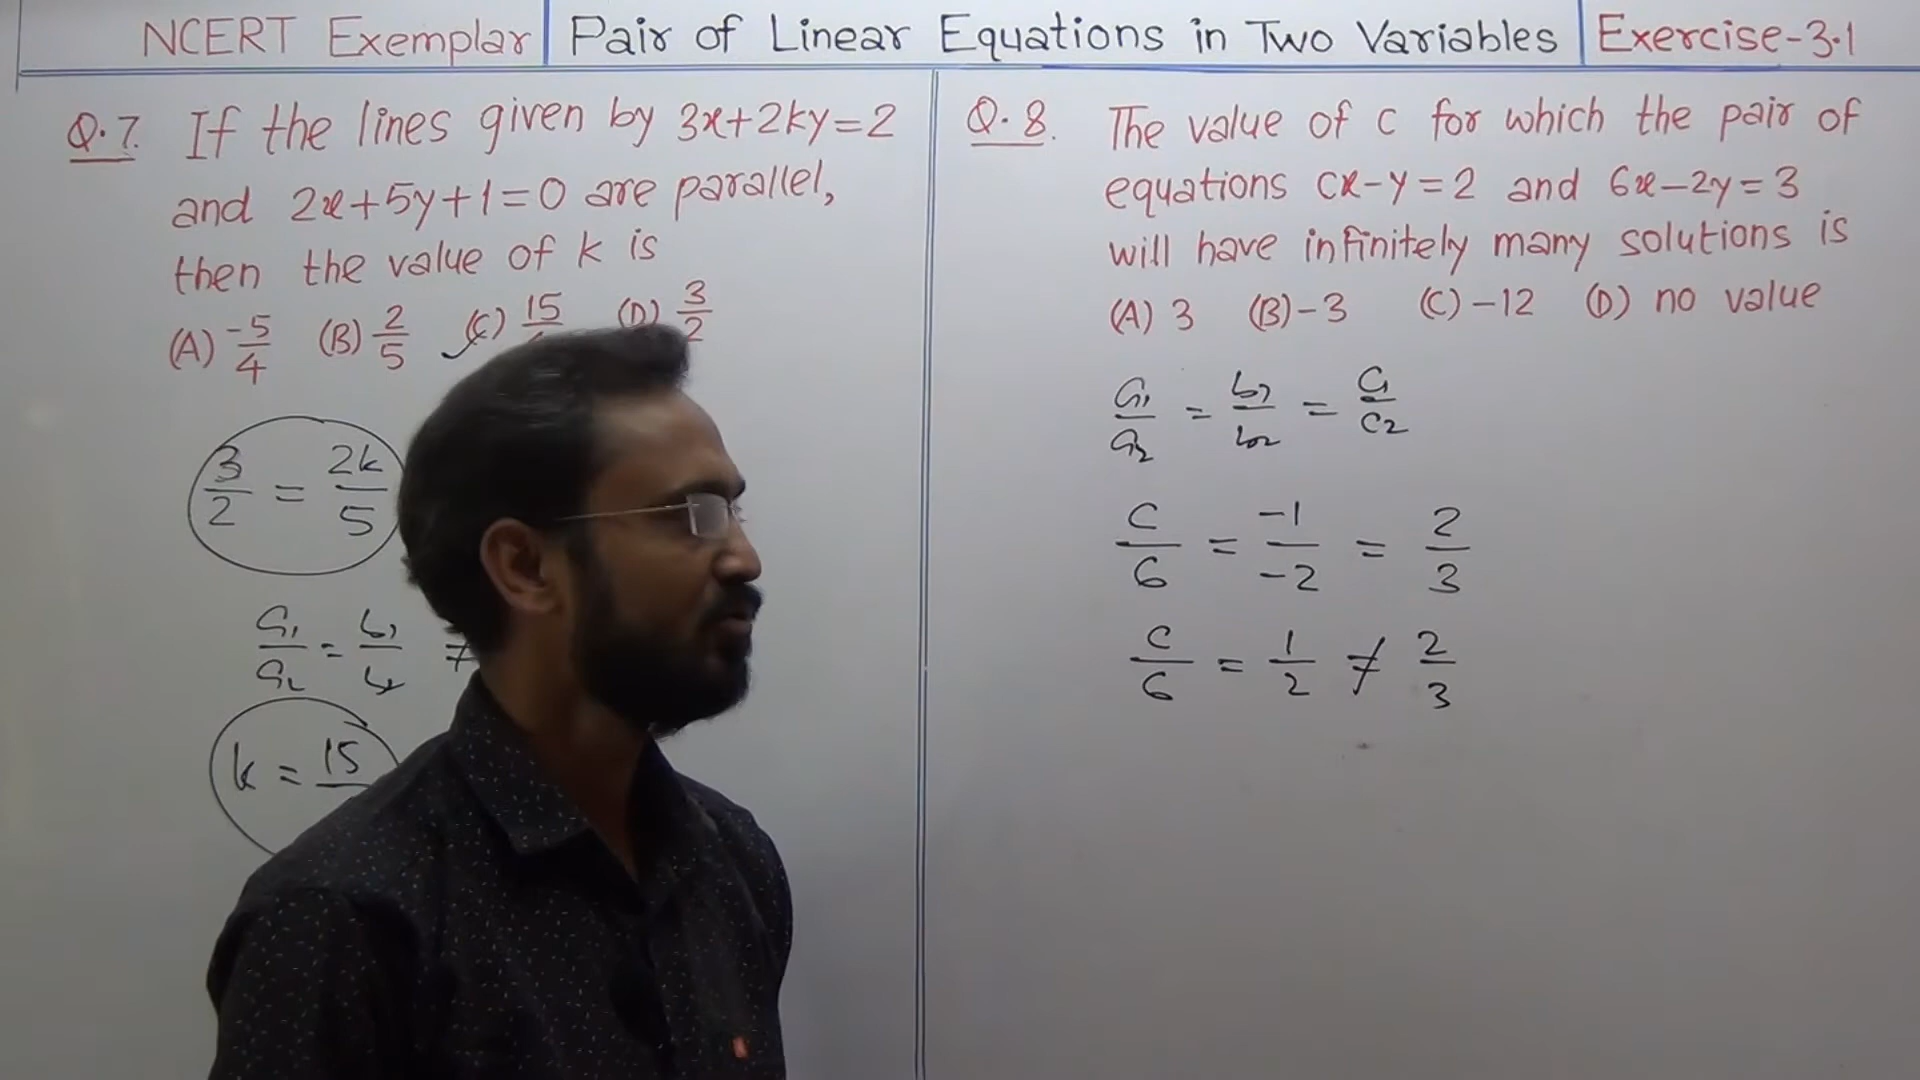 NCERT Exemplar | Pair of Linear Equations in Two Variables | Exercise-3.1
Q.7. If the lines given by 3x+2ky=2
and 2x+5y+1=0 are parallel,
then the value of k is
(A) -5/4 (B) 2/5 (C) 15 (D) 3/2
3/2 = 2k/5
a₁/a₂ = b₁/b₂ ≠
k = 15
Q.8. The value of c for which the pair of
equations cx-y=2 and 6x-2y=3
will have infinitely many solutions is
(A) 3 (B) -3 (C) -12 (D) no value
a₁/a₂ = b₁/b₂ = c₁/c₂
c/6 = -1/-2 = 2/3
c/6 = 1/2 ≠ 2/3